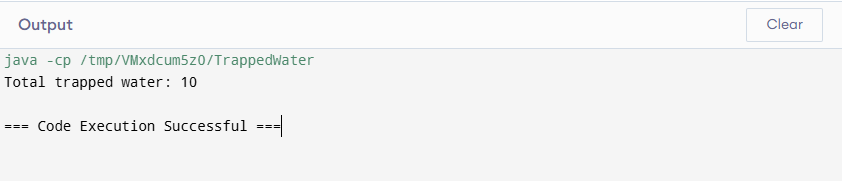 Output
Clear
java -cp /tmp/VMxdcum5zO/TrappedWater
Total trapped water: 10
=== Code Execution Successful ===